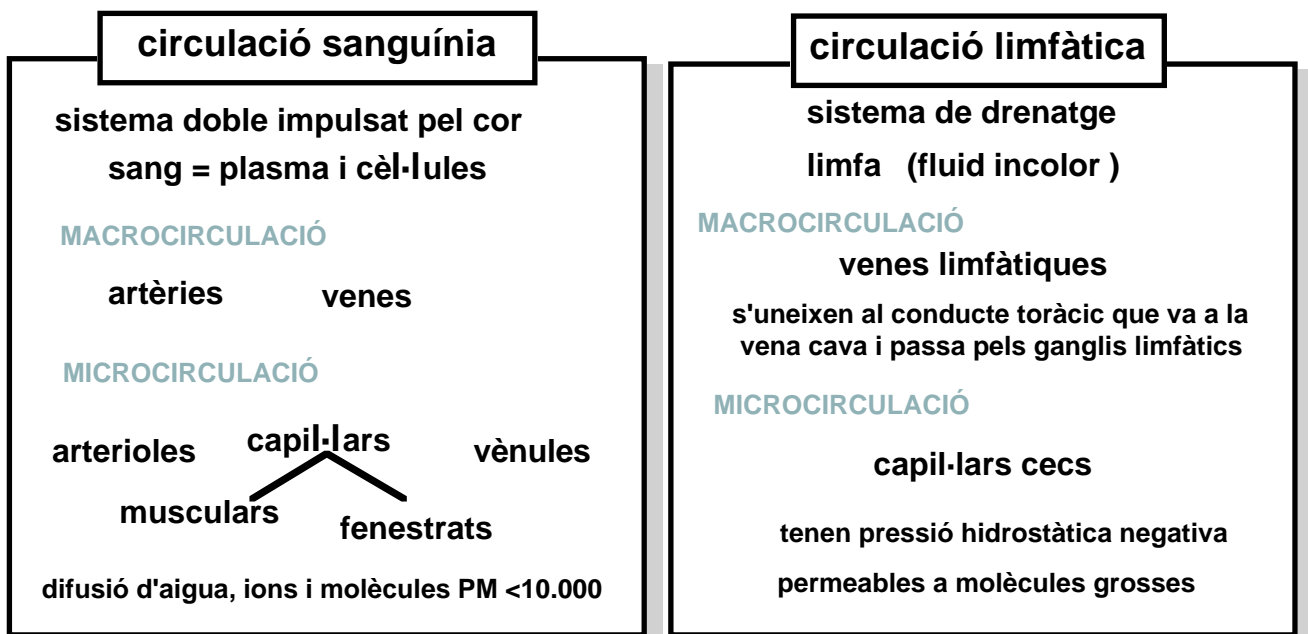 circulació sanguínia
sistema doble impulsat pel cor
sang = plasma i cèl·lules
MACROCIRCULACIÓ
artèries venes
MICROCIRCULACIÓ
arterioles capil·lars vènules
musculars fenestrats
difusió d'aigua, ions i molècules PM <10.000
circulació limfàtica
sistema de drenatge
limfa (fluid incolor )
MACROCIRCULACIÓ
venes limfàtiques
s'uneixen al conducte toràcic que va a la
vena cava i passa pels ganglis limfàtics
MICROCIRCULACIÓ
capil·lars cecs
tenen pressió hidrostàtica negativa
permeables a molècules grosses